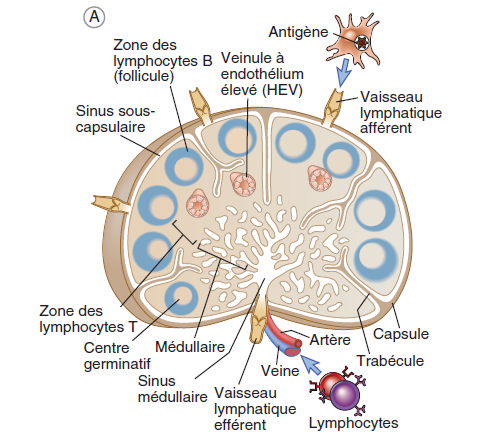 A
Antigène
Zone des
lymphocytes B
(follicule)
Veinule à
endothélium
élevé (HEV)
Vaisseau
lymphatique
afférent
Sinus sous-
capsulaire
Zone des
lymphocytes T
Centre
germinatif
Médullaire
Sinus
médullaire
Vaisseau
lymphatique
efférent
Veine
Artère
Capsule
Trabécule
Lymphocytes